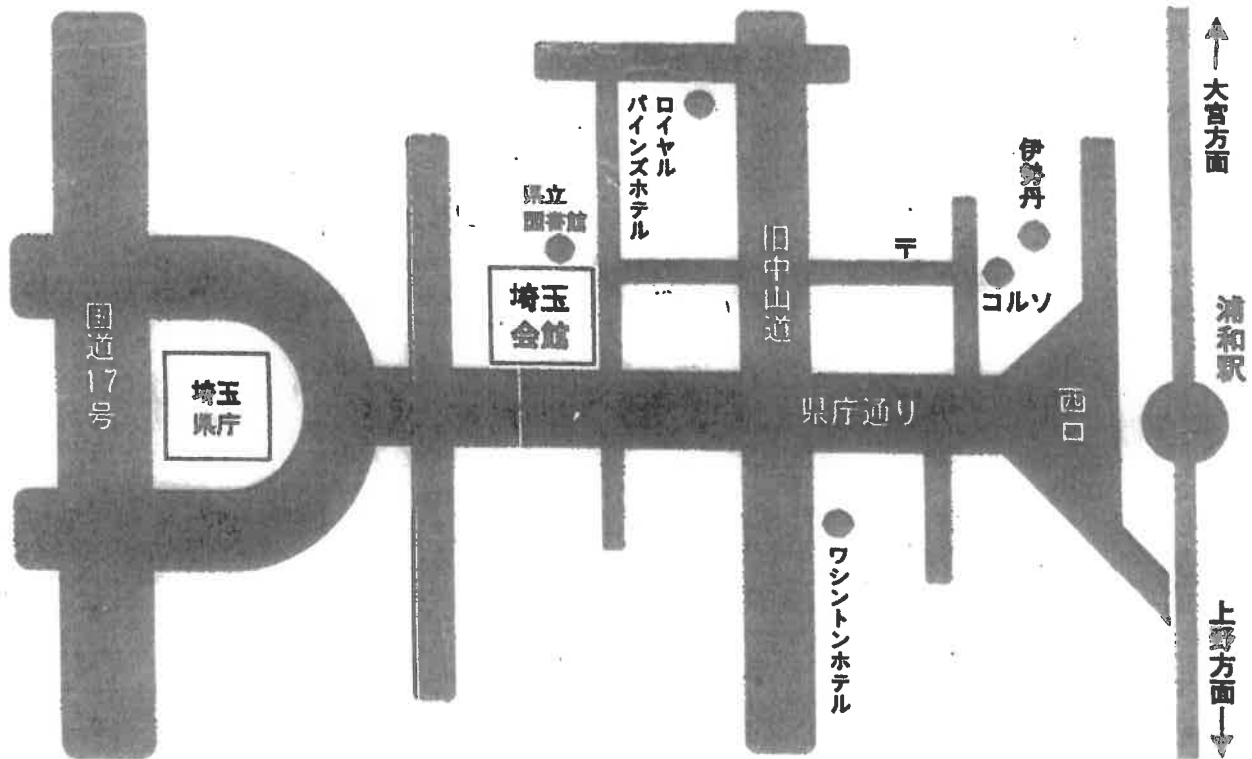 大宮方面
ロイヤル
パインズホテル
伊勢丹
県立
図書館
旧中山道
〒
コルソ
埼玉
会館
浦和駅
国道17号
埼玉
県庁
県庁通り
西口
ワシントンホテル
上野方面